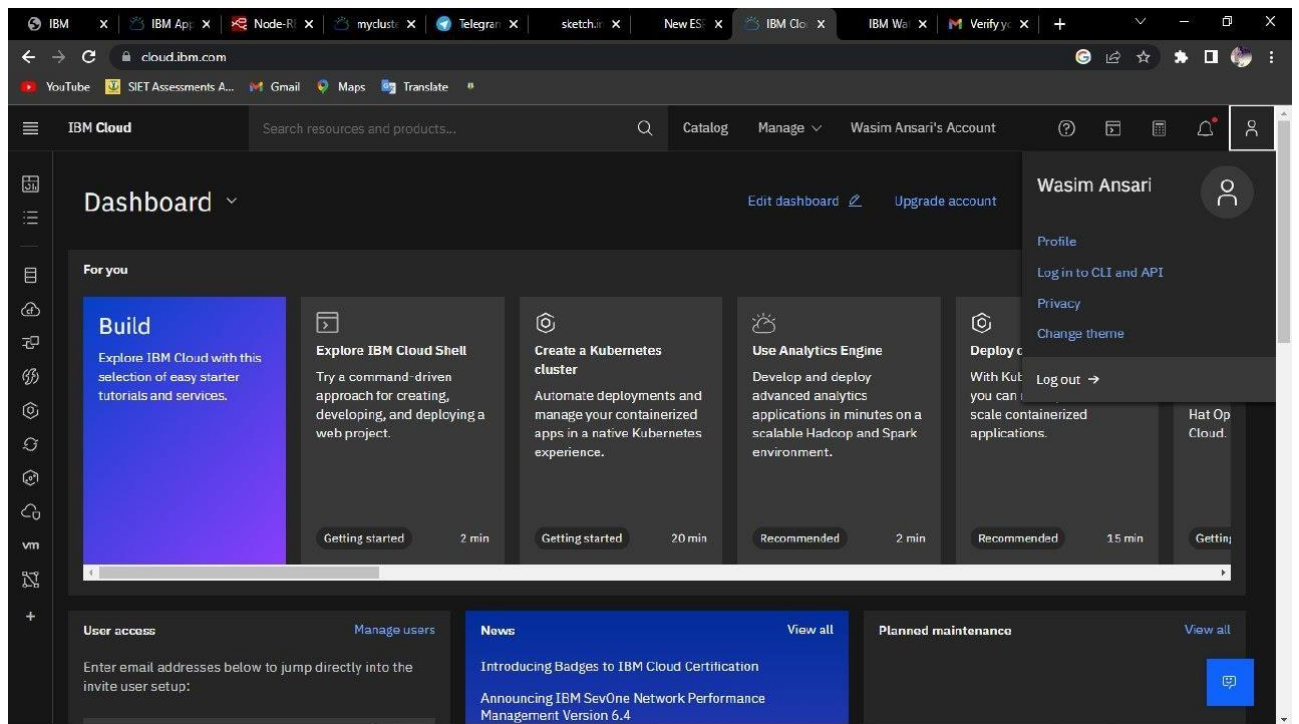 IBM
IBM App
Node-RE
mycluste
Telegran
sketch.ir
New ESF
IBM Clou
IBM Wat
Verify yo
cloud.ibm.com
YouTube
SIET Assessments A...
Gmail
Maps
Translate
IBM Cloud
Search resources and products...
Catalog
Manage
Wasim Ansari's Account
Dashboard
Edit dashboard
Upgrade account
Wasim Ansari
Profile
Log in to CLI and API
Privacy
Change theme
Log out →
For you
Build
Explore IBM Cloud with this
selection of easy starter
tutorials and services.
Explore IBM Cloud Shell
Try a command-driven
approach for creating,
developing, and deploying a
web project.
Getting started
2 min
Create a Kubernetes
cluster
Automate deployments and
manage your containerized
apps in a native Kubernetes
experience.
Getting started
20 min
Use Analytics Engine
Develop and deploy
advanced analytics
applications in minutes on a
scalable Hadoop and Spark
environment.
Recommended
2 min
Deploy c
With Kub
you can
scale containerized
applications.
Recommended
15 min
Hat Op
Cloud.
Getting
vm
User access
Manage users
Enter email addresses below to jump directly into the
invite user setup:
News
View all
Introducing Badges to IBM Cloud Certification
Announcing IBM SevOne Network Performance
Management Version 6.4
Planned maintenance
View all